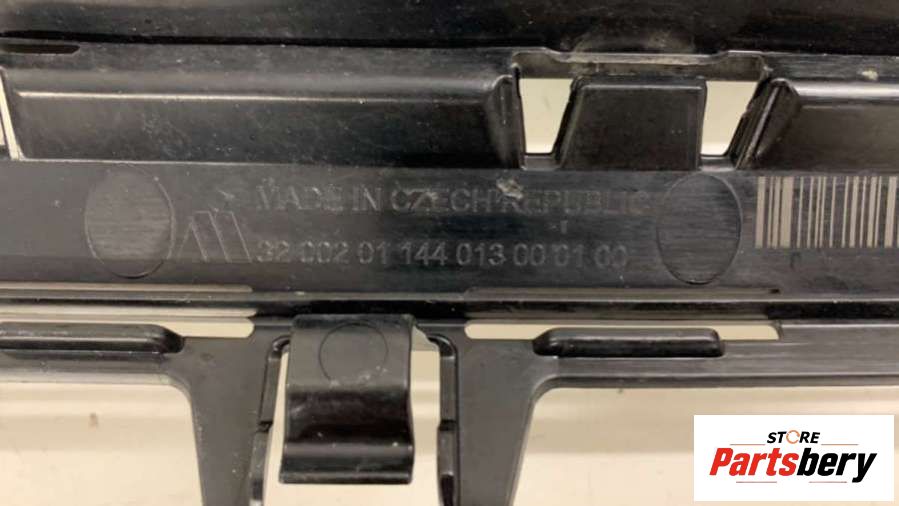 MADE IN CZECH REPUBLIC
32 002 01 144 013 00 01 00
STORE
Partsbery